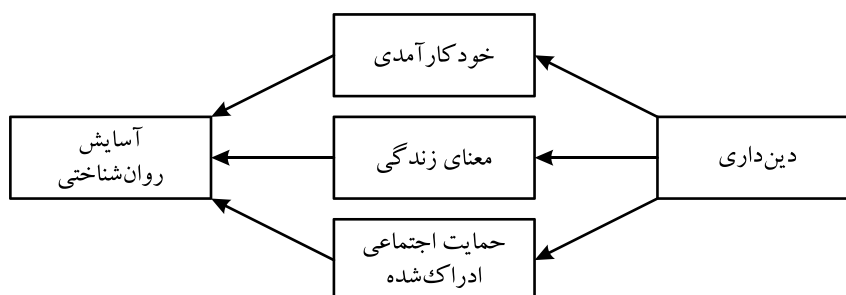 خودکارآمدی
دین‌داری
معنای زندگی
آسایش
روان‌شناختی
حمایت اجتماعی
ادراک‌شده